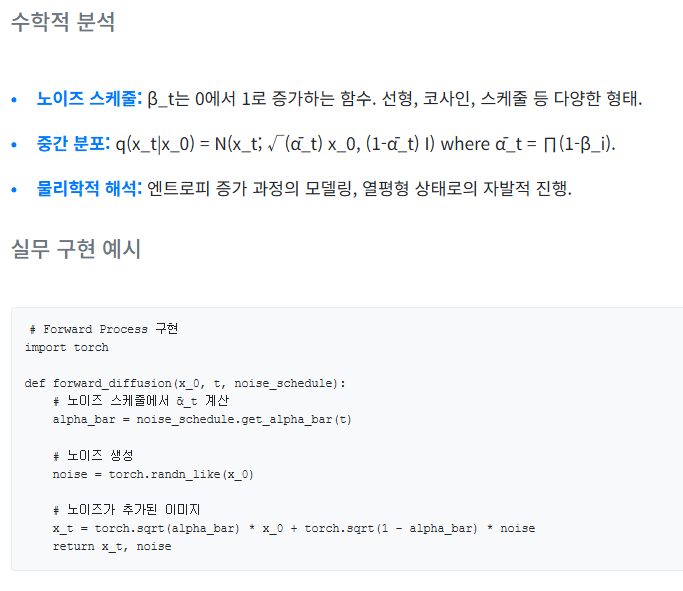 수학적 분석
• 노이즈 스케줄: β_t는 0에서 1로 증가하는 함수. 선형, 코사인, 스케줄 등 다양한 형태.
• 중간 분포: q(x_t|x_0) = N(x_t; √(ᾱ_t) x_0, (1-ᾱ_t) I) where ᾱ_t = ∏(1-β_i).
• 물리학적 해석: 엔트로피 증가 과정의 모델링, 열평형 상태로의 자발적 진행.
실무 구현 예시
# Forward Process 구현
import torch
def forward_diffusion(x_0, t, noise_schedule):
    # 노이즈 스케줄에서 &_t 계산
    alpha_bar = noise_schedule.get_alpha_bar(t)
    # 노이즈 생성
    noise = torch.randn_like(x_0)
    # 노이즈가 추가된 이미지
    x_t = torch.sqrt(alpha_bar) * x_0 + torch.sqrt(1 - alpha_bar) * noise
    return x_t, noise